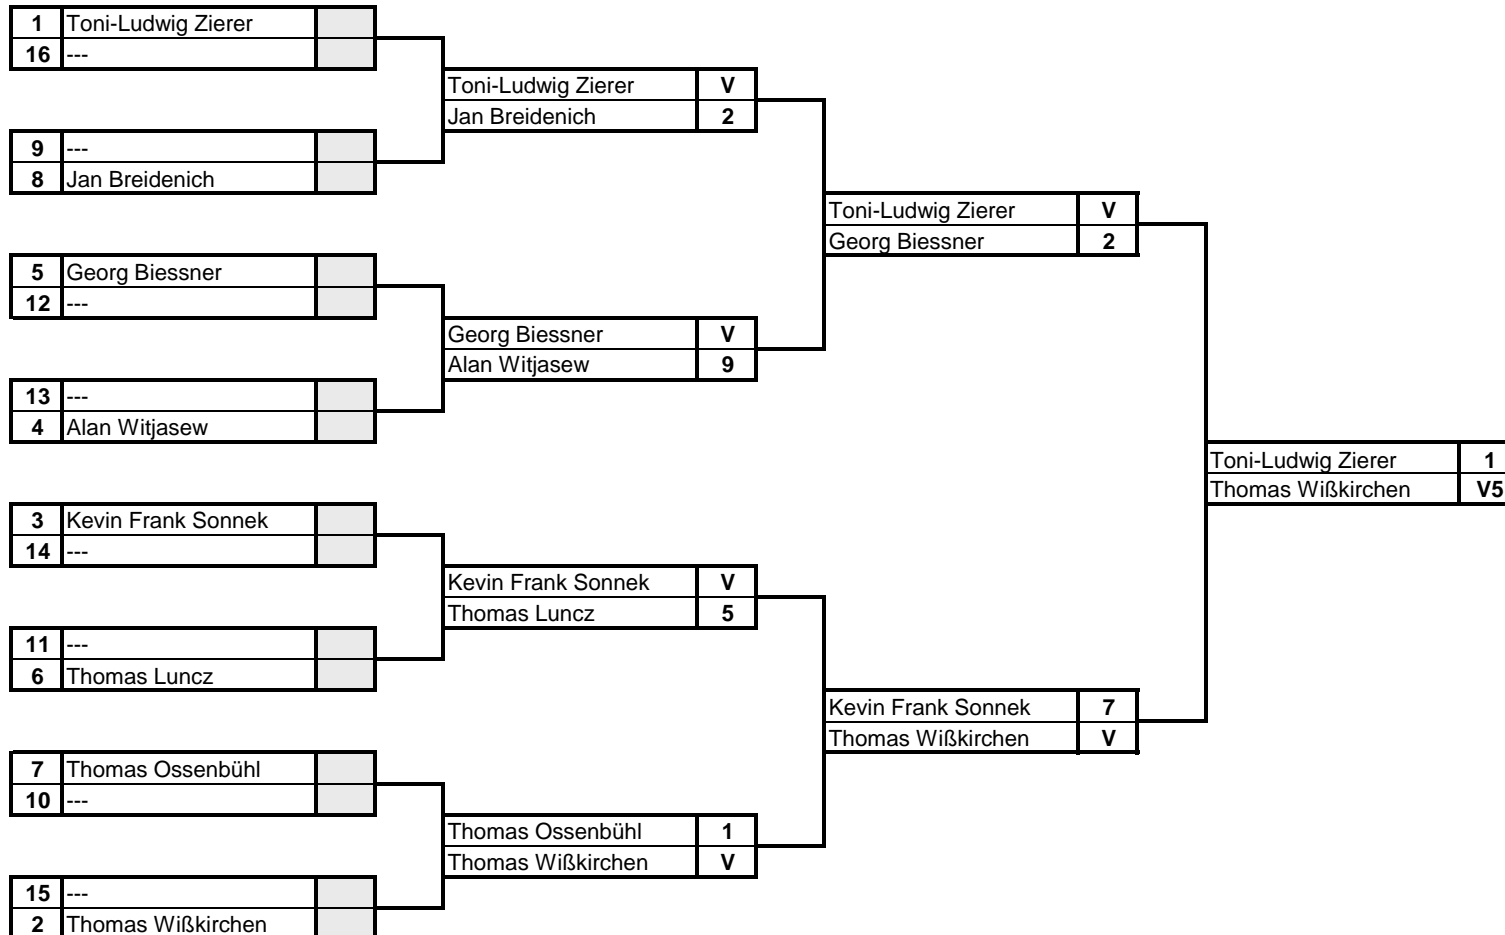 1 Toni-Ludwig Zierer
16 ---
Toni-Ludwig Zierer V
Jan Breidenich 2
9 ---
8 Jan Breidenich
Toni-Ludwig Zierer V
Georg Biessner 2
5 Georg Biessner
12 ---
Georg Biessner V
Alan Witjasew 9
13 ---
4 Alan Witjasew
Toni-Ludwig Zierer 1
Thomas Wißkirchen V5
3 Kevin Frank Sonnek
14 ---
Kevin Frank Sonnek V
Thomas Luncz 5
11 ---
6 Thomas Luncz
Kevin Frank Sonnek 7
Thomas Wißkirchen V
7 Thomas Ossenbühl
10 ---
Thomas Ossenbühl 1
Thomas Wißkirchen V
15 ---
2 Thomas Wißkirchen